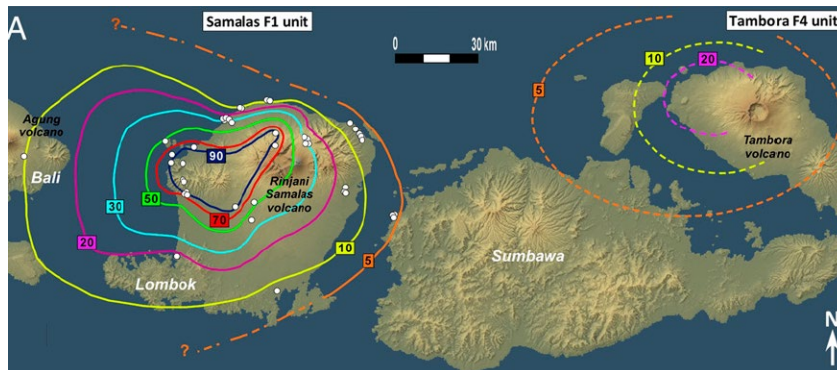 A
?
Samalas F1 unit
Tambora F4 unit
0
30 km
10
20
5
Agung
volcano
Bali
90
Tambora
volcano
50
Rinjani
Samalas
volcano
30
70
20
10
Sumbawa
5
Lombok
?
N